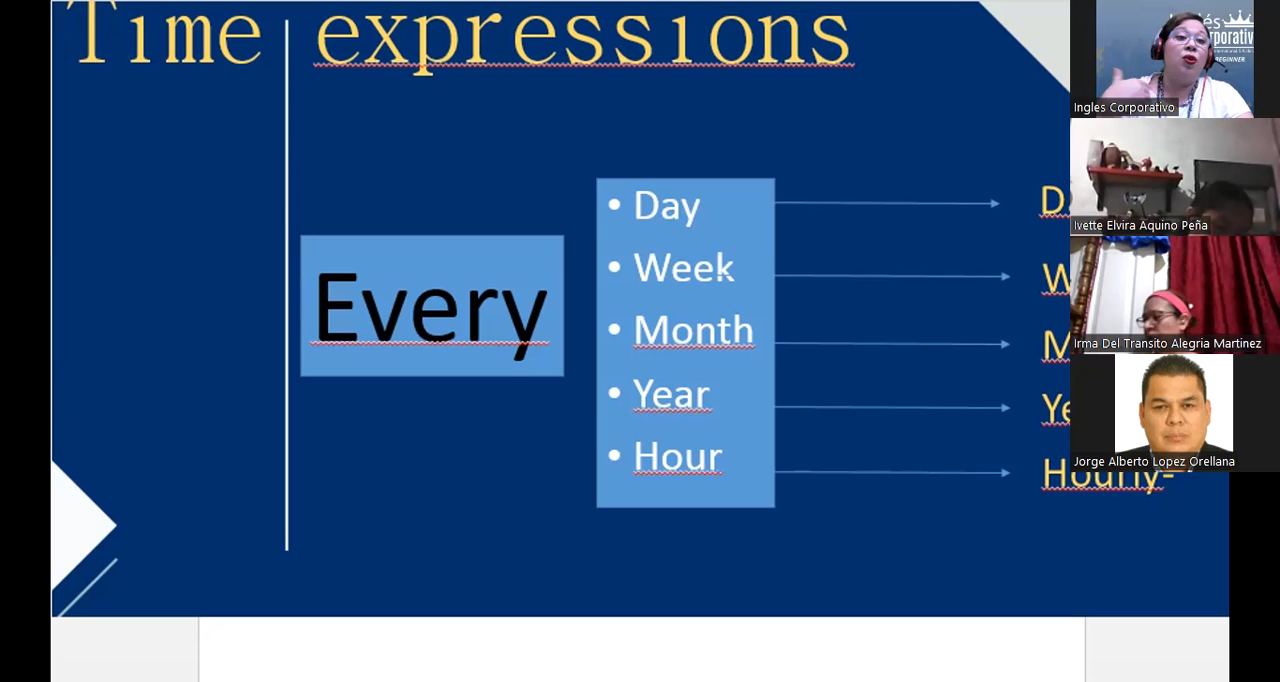 Time expressions
Every
• Day
• Week
• Month
• Year
• Hour
Hourly-
Ingles Corporativo
BEGINNER
Ivette Elvira Aquino Peña
Irma Del Transito Alegria Martinez
Jorge Alberto Lopez Orellana